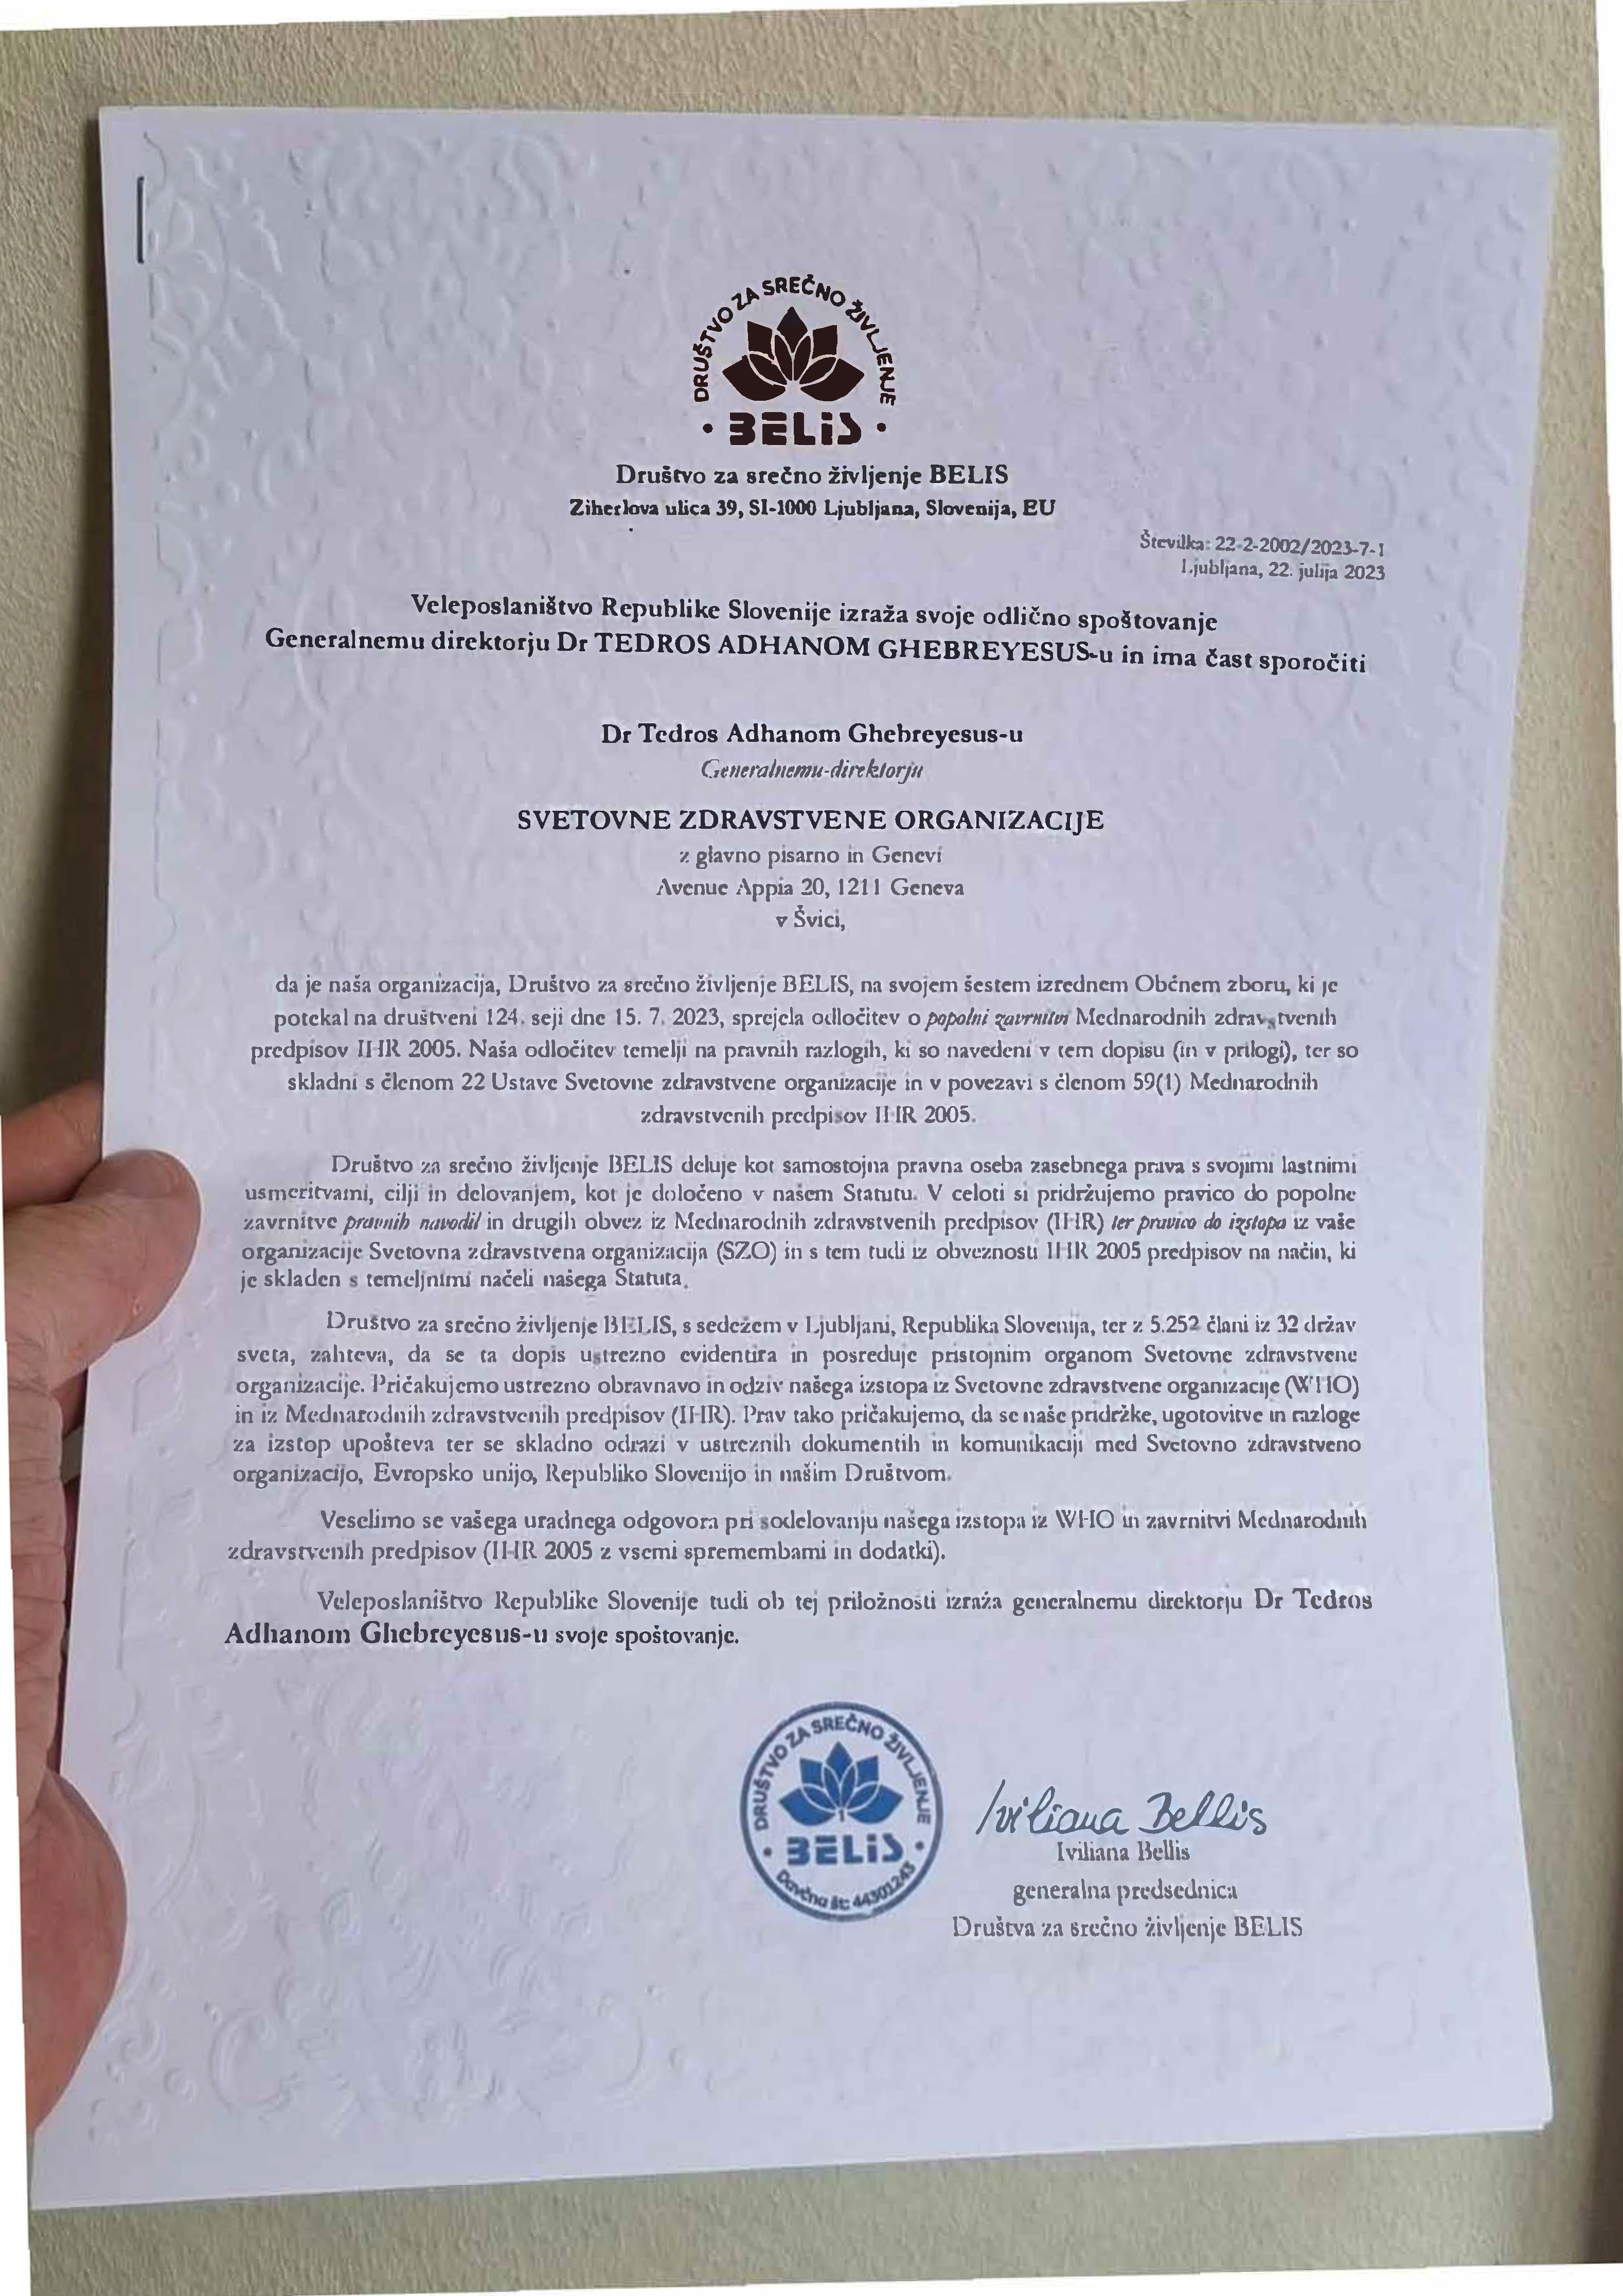 DRUŠTVO ZA SREČNO ŽIVLJENJE
• BELiS •
Društvo za srečno življenje BELIS
Ziherlova ulica 39, SI-1000 Ljubljana, Slovenija, EU
Številka: 22-2-2002/2023-7-1
Ljubljana, 22. julija 2023
Veleposlaništvo Republike Slovenije izraža svoje odlično spoštovanje
Generalnemu direktorju Dr TEDROS ADHANOM GHEBREYESUS-u in ima čast sporočiti
Dr Tedros Adhanom Ghebreyesus-u
Generalnemu-direktorju
SVETOVNE ZDRAVSTVENE ORGANIZACIJE
z glavno pisarno in Genevi
Avenue Appia 20, 1211 Geneva
v Švici,
da je naša organizacija, Društvo za srečno življenje BELIS, na svojem šestem izrednem Občnem zboru, ki je
potekal na društveni 124. seji dne 15. 7. 2023, sprejela odločitev o popolni zavrnitvi Mednarodnih zdravstvenih
predpisov IHR 2005. Naša odločitev temelji na pravnih razlogih, ki so navedeni v tem dopisu (in v prilogi), ter so
skladni s členom 22 Ustave Svetovne zdravstvene organizacije in v povezavi s členom 59(1) Mednarodnih
zdravstvenih predpisov IHR 2005.
Društvo za srečno življenje BELIS deluje kot samostojna pravna oseba zasebnega prava s svojimi lastnimi
usmeritvami, cilji in delovanjem, kot je določeno v našem Statutu. V celoti si pridržujemo pravico do popolne
zavrnitve pravnih navodil in drugih obvez iz Mednarodnih zdravstvenih predpisov (IHR) ter pravico do izstopa iz vaše
organizacije Svetovna zdravstvena organizacija (SZO) in s tem tudi iz obveznosti IHR 2005 predpisov na način, ki
je skladen s temeljnimi načeli našega Statuta.
Društvo za srečno življenje BELIS, s sedežem v Ljubljani, Republika Slovenija, ter z 5.252 člani iz 32 držav
sveta, zahteva, da se ta dopis ustrezno evidentira in posreduje pristojnim organom Svetovne zdravstvene
organizacije. Pričakujemo ustrezno obravnavo in odziv našega izstopa iz Svetovne zdravstvene organizacije (WHO)
in iz Mednarodnih zdravstvenih predpisov (IHR). Prav tako pričakujemo, da se naše pridržke, ugotovitve in razloge
za izstop upošteva ter se skladno odrazi v ustreznih dokumentih in komunikaciji med Svetovno zdravstveno
organizacijo, Evropsko unijo, Republiko Slovenijo in našim Društvom.
Veselimo se vašega uradnega odgovora pri sodelovanju našega izstopa iz WHO in zavrnitvi Mednarodnih
zdravstvenih predpisov (IHR 2005 z vsemi spremembami in dodatki).
Veleposlaništvo Republike Slovenije tudi ob tej priložnosti izraža generalnemu direktorju Dr Tedros
Adhanom Ghebreyesus-u svoje spoštovanje.
DRUŠTVO ZA SREČNO ŽIVLJENJE
1
• BELiS •
Davčna št: 44301243
Iviliana Bellis
Iviliana Bellis
generalna predsednica
Društva za srečno življenje BELIS